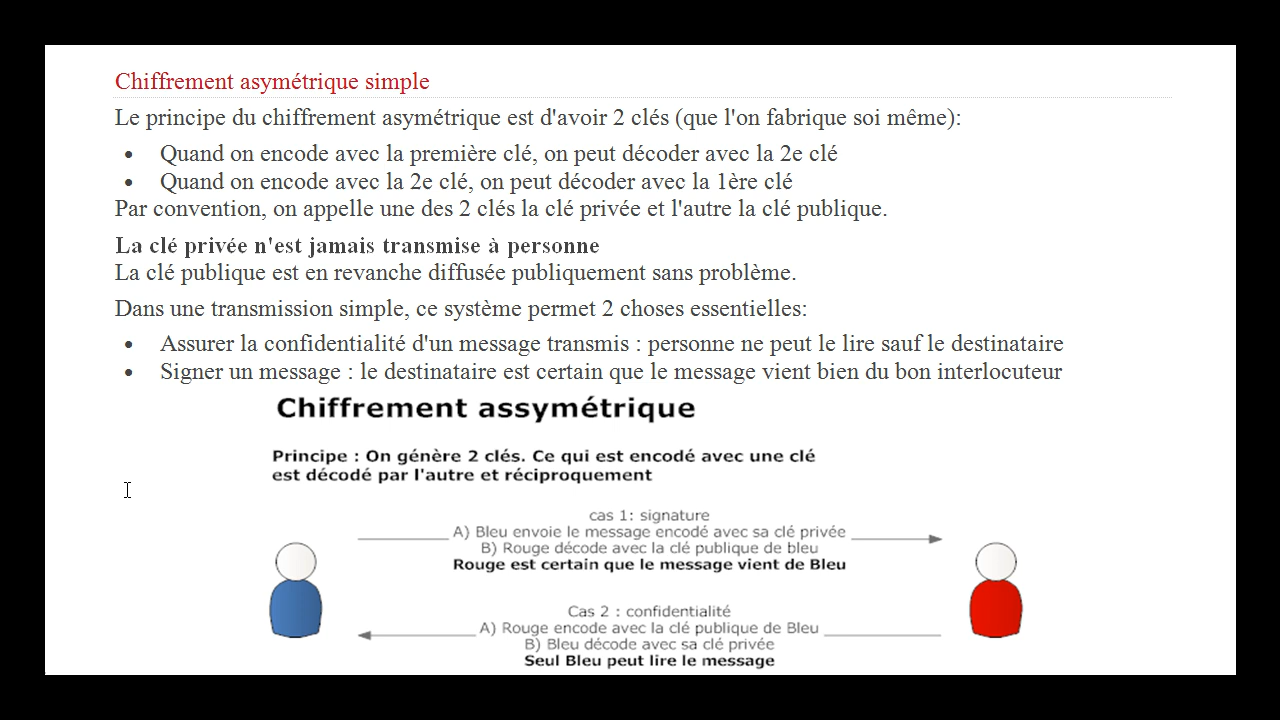 Chiffrement asymétrique simple
Le principe du chiffrement asymétrique est d'avoir 2 clés (que l'on fabrique soi même):
• Quand on encode avec la première clé, on peut décoder avec la 2e clé
• Quand on encode avec la 2e clé, on peut décoder avec la 1ère clé
Par convention, on appelle une des 2 clés la clé privée et l'autre la clé publique.
La clé privée n'est jamais transmise à personne
La clé publique est en revanche diffusée publiquement sans problème.
Dans une transmission simple, ce système permet 2 choses essentielles:
• Assurer la confidentialité d'un message transmis : personne ne peut le lire sauf le destinataire
• Signer un message : le destinataire est certain que le message vient bien du bon interlocuteur
Chiffrement assymétrique
Principe : On génère 2 clés. Ce qui est encodé avec une clé
est décodé par l'autre et réciproquement
cas 1: signature
A) Bleu envoie le message encodé avec sa clé privée
B) Rouge décode avec la clé publique de bleu
Rouge est certain que le message vient de Bleu
Cas 2 : confidentialité
A) Rouge encode avec la clé publique de Bleu
B) Bleu décode avec sa clé privée
Seul Bleu peut lire le message